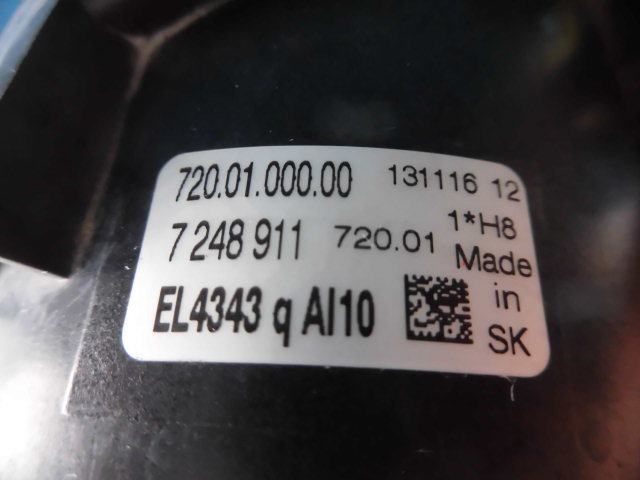 720.01.000.00 131116 12
7 248 911 720.01 1*H8
Made
EL4343 q AI10 in
SK